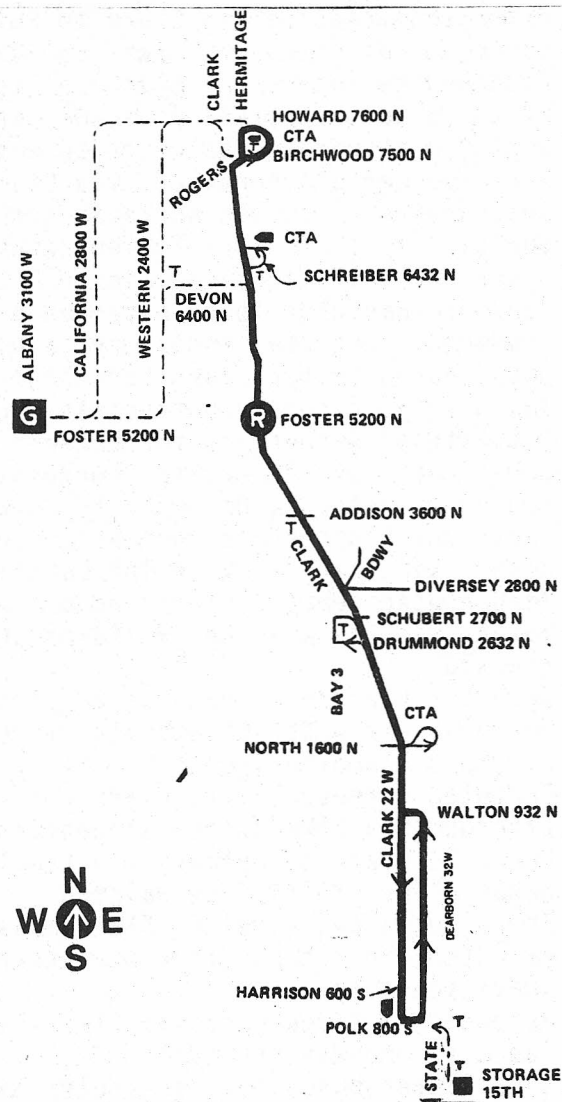 CLARK
HERMITAGE
HOWARD 7600 N
T
CTA
BIRCHWOOD 7500 N
ROGERS
CTA
T
SCHREIBER 6432 N
ALBANY 3100 W
CALIFORNIA 2800 W
WESTERN 2400 W
T
DEVON
6400 N
G
FOSTER 5200 N
R
FOSTER 5200 N
ADDISON 3600 N
T
CLARK
BDWY
DIVERSEY 2800 N
SCHUBERT 2700 N
T
DRUMMOND 2632 N
BAY 3
CTA
NORTH 1600 N
CLARK 22 W
WALTON 932 N
DEARBORN 32W
N
W E
S
HARRISON 600 S
POLK 800 S
T
STATE
T
STORAGE
15TH